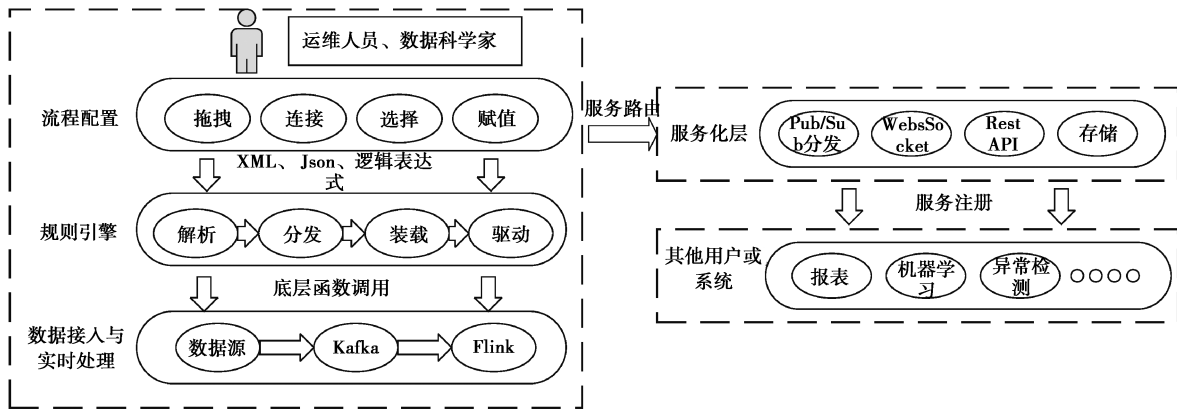 运维人员、数据科学家
流程配置
拖拽
连接
选择
赋值
XML、Json、逻辑表达
式
规则引擎
解析
分发
装载
驱动
底层函数调用
数据接入与
实时处理
数据源
Kafka
Flink
服务路由
服务化层
Pub/Su
b分发
WebsSo
cket
Rest
API
存储
服务注册
其他用户或
系统
报表
机器学
习
异常检
测